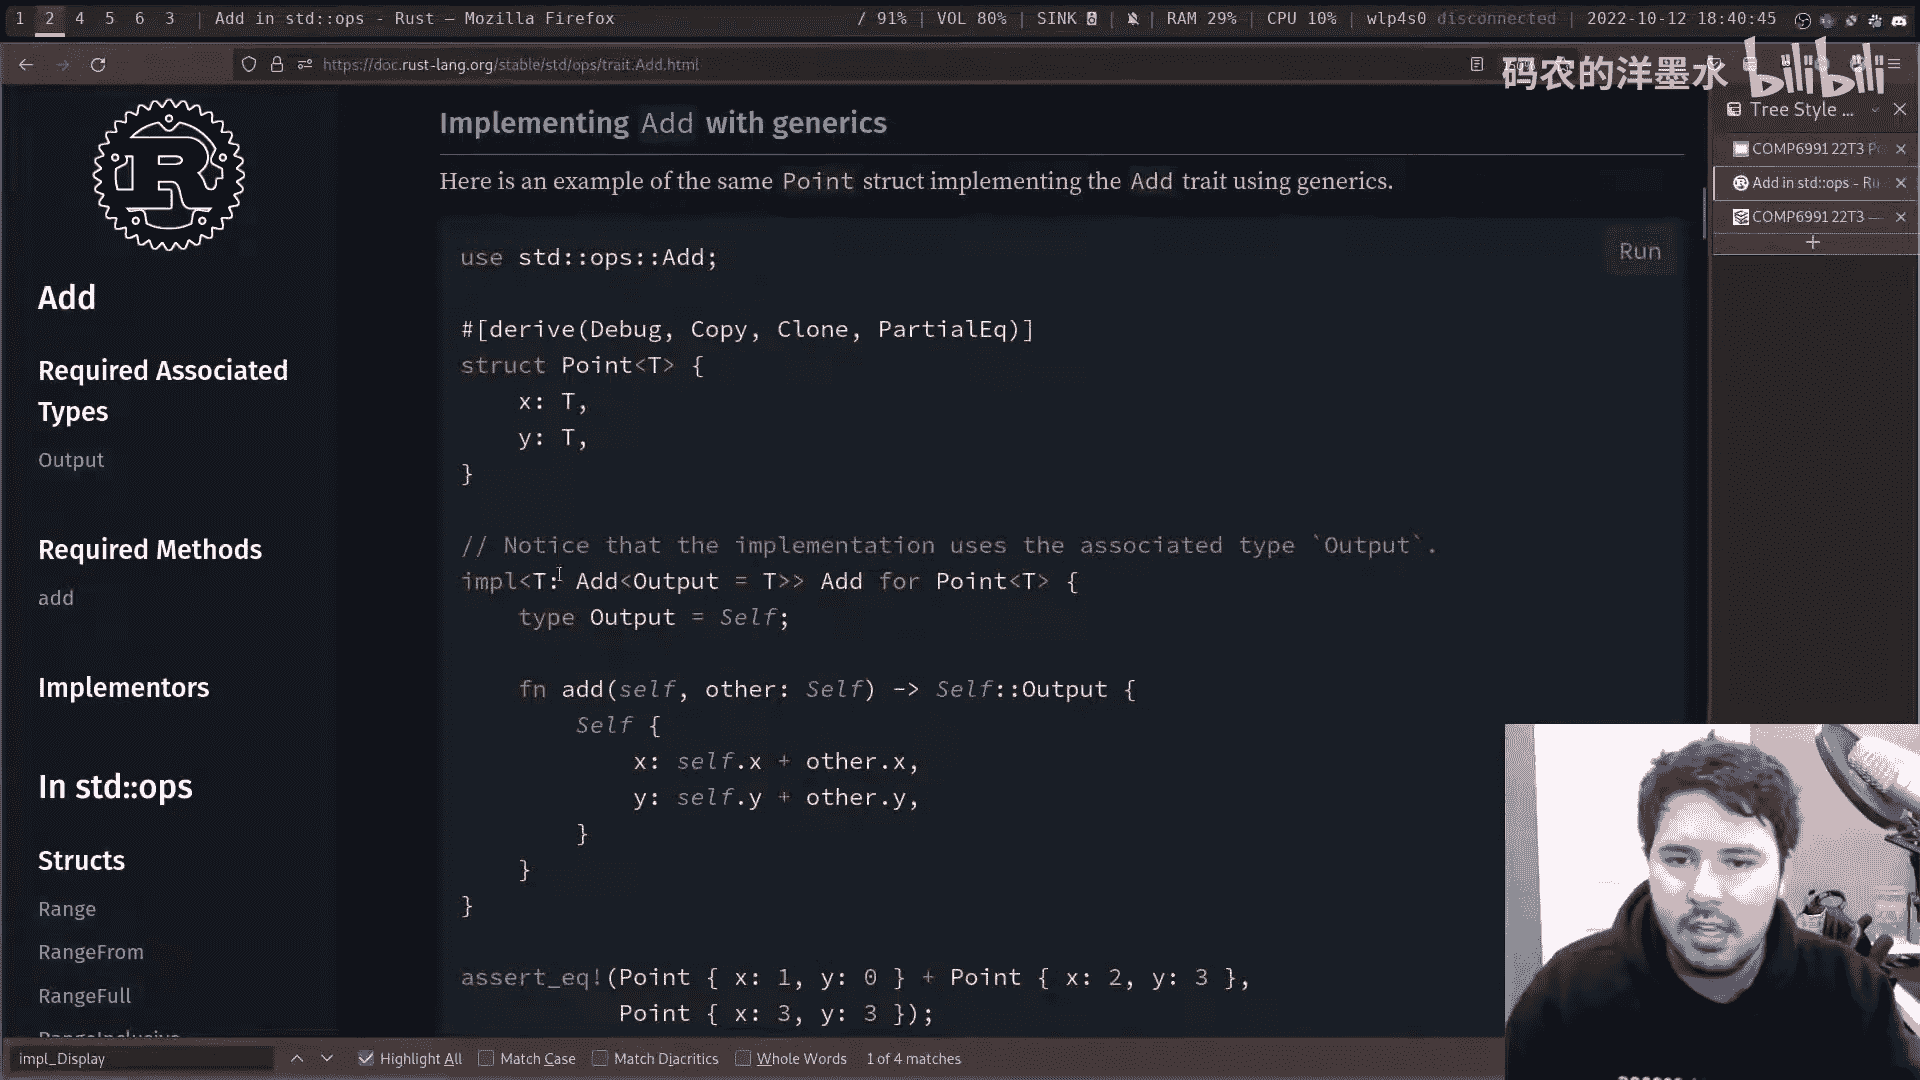 1 2 4 5 6 3 | Add in std::ops - Rust — Mozilla Firefox
/ 91% | VOL 80% | SINK | RAM 29% | CPU 10% | wlp4s0 disconnected | 2022-10-12 18:40:45
https://doc.rust-lang.org/stable/std/ops/trait.Add.html
码农的洋墨水 bilibili
Tree Style ...
COMP6991 22T3 P
Add in std::ops - Ru
COMP6991 22T3 —
Add
Required Associated
Types
Output
Required Methods
add
Implementors
In std::ops
Structs
Range
RangeFrom
RangeFull
RangeInclusive
Implementing Add with generics
Here is an example of the same Point struct implementing the Add trait using generics.
Run
use std::ops::Add;
#[derive(Debug, Copy, Clone, PartialEq)]
struct Point<T> {
    x: T,
    y: T,
}
// Notice that the implementation uses the associated type `Output`.
impl<T: Add<Output = T>> Add for Point<T> {
    type Output = Self;
    fn add(self, other: Self) -> Self::Output {
        Self {
            x: self.x + other.x,
            y: self.y + other.y,
        }
    }
}
assert_eq!(Point { x: 1, y: 0 } + Point { x: 2, y: 3 },
           Point { x: 3, y: 3 });
impl_Display
Highlight All
Match Case
Match Diacritics
Whole Words
1 of 4 matches